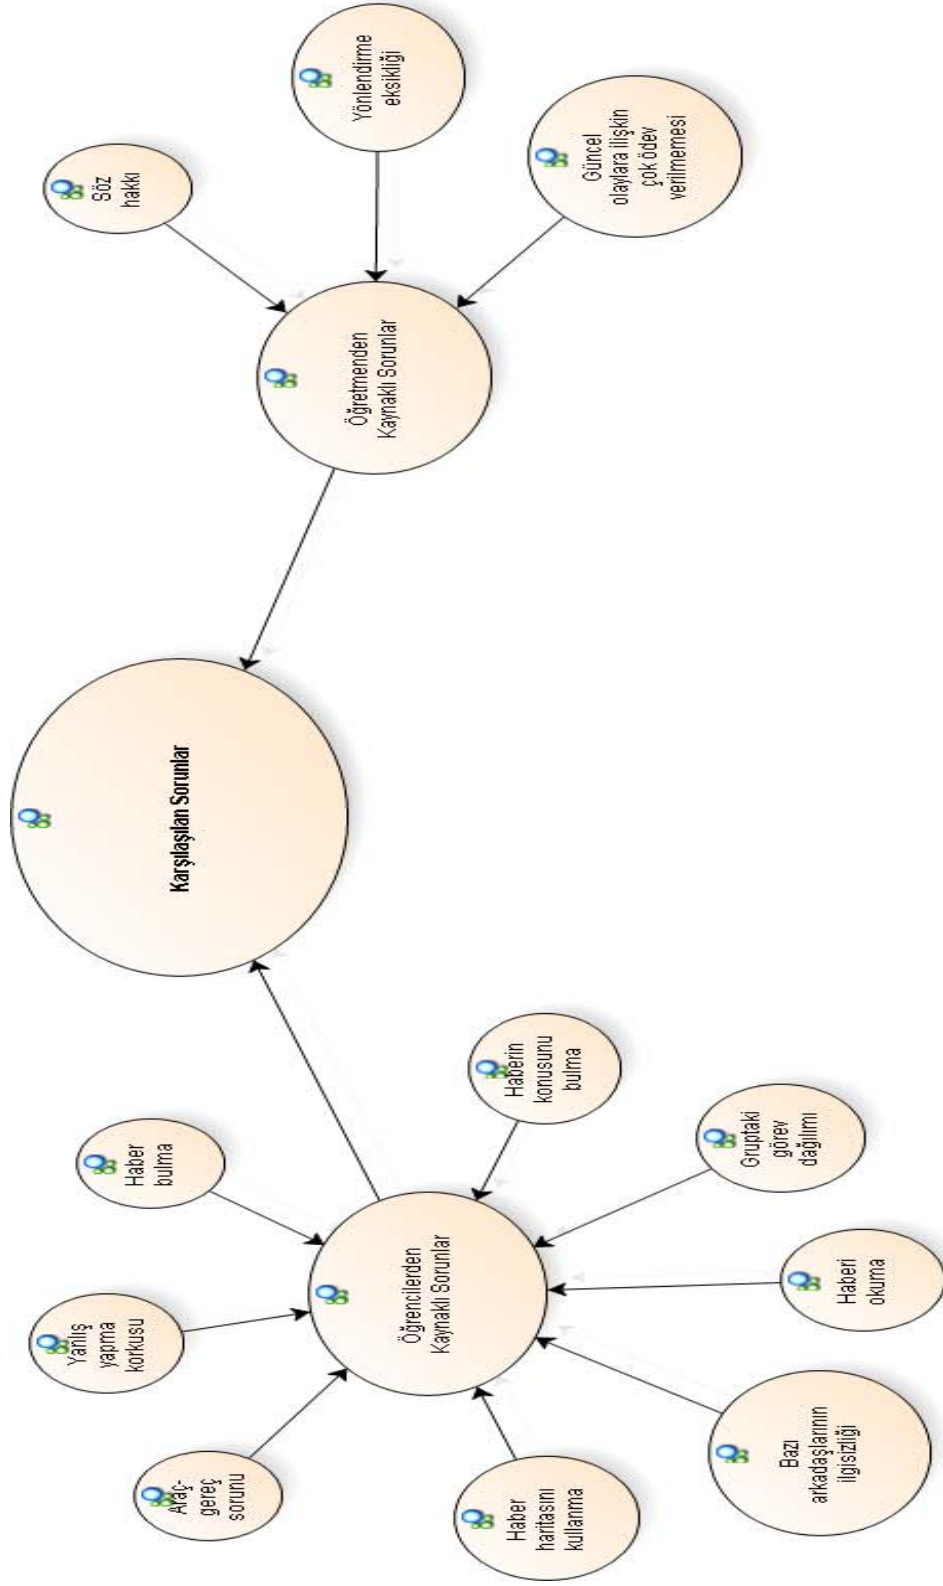 Karşılaşılan Sorunlar
Öğrencilerden
Kaynaklı Sorunlar
Araç-
gereç
sorunu
Yanlış
yapma
korkusu
Haber
bulma
Haberin
konusunu
bulma
Gruptaki
görev
dağılımı
Haberi
okuma
Bazı
arkadaşlarının
ilgisizliği
Haber
haritasını
kullanma
Öğretmenden
Kaynaklı Sorunlar
Söz
hakkı
Yönlendirme
eksikliği
Güncel
olaylara ilişkin
çok ödev
verilmemesi